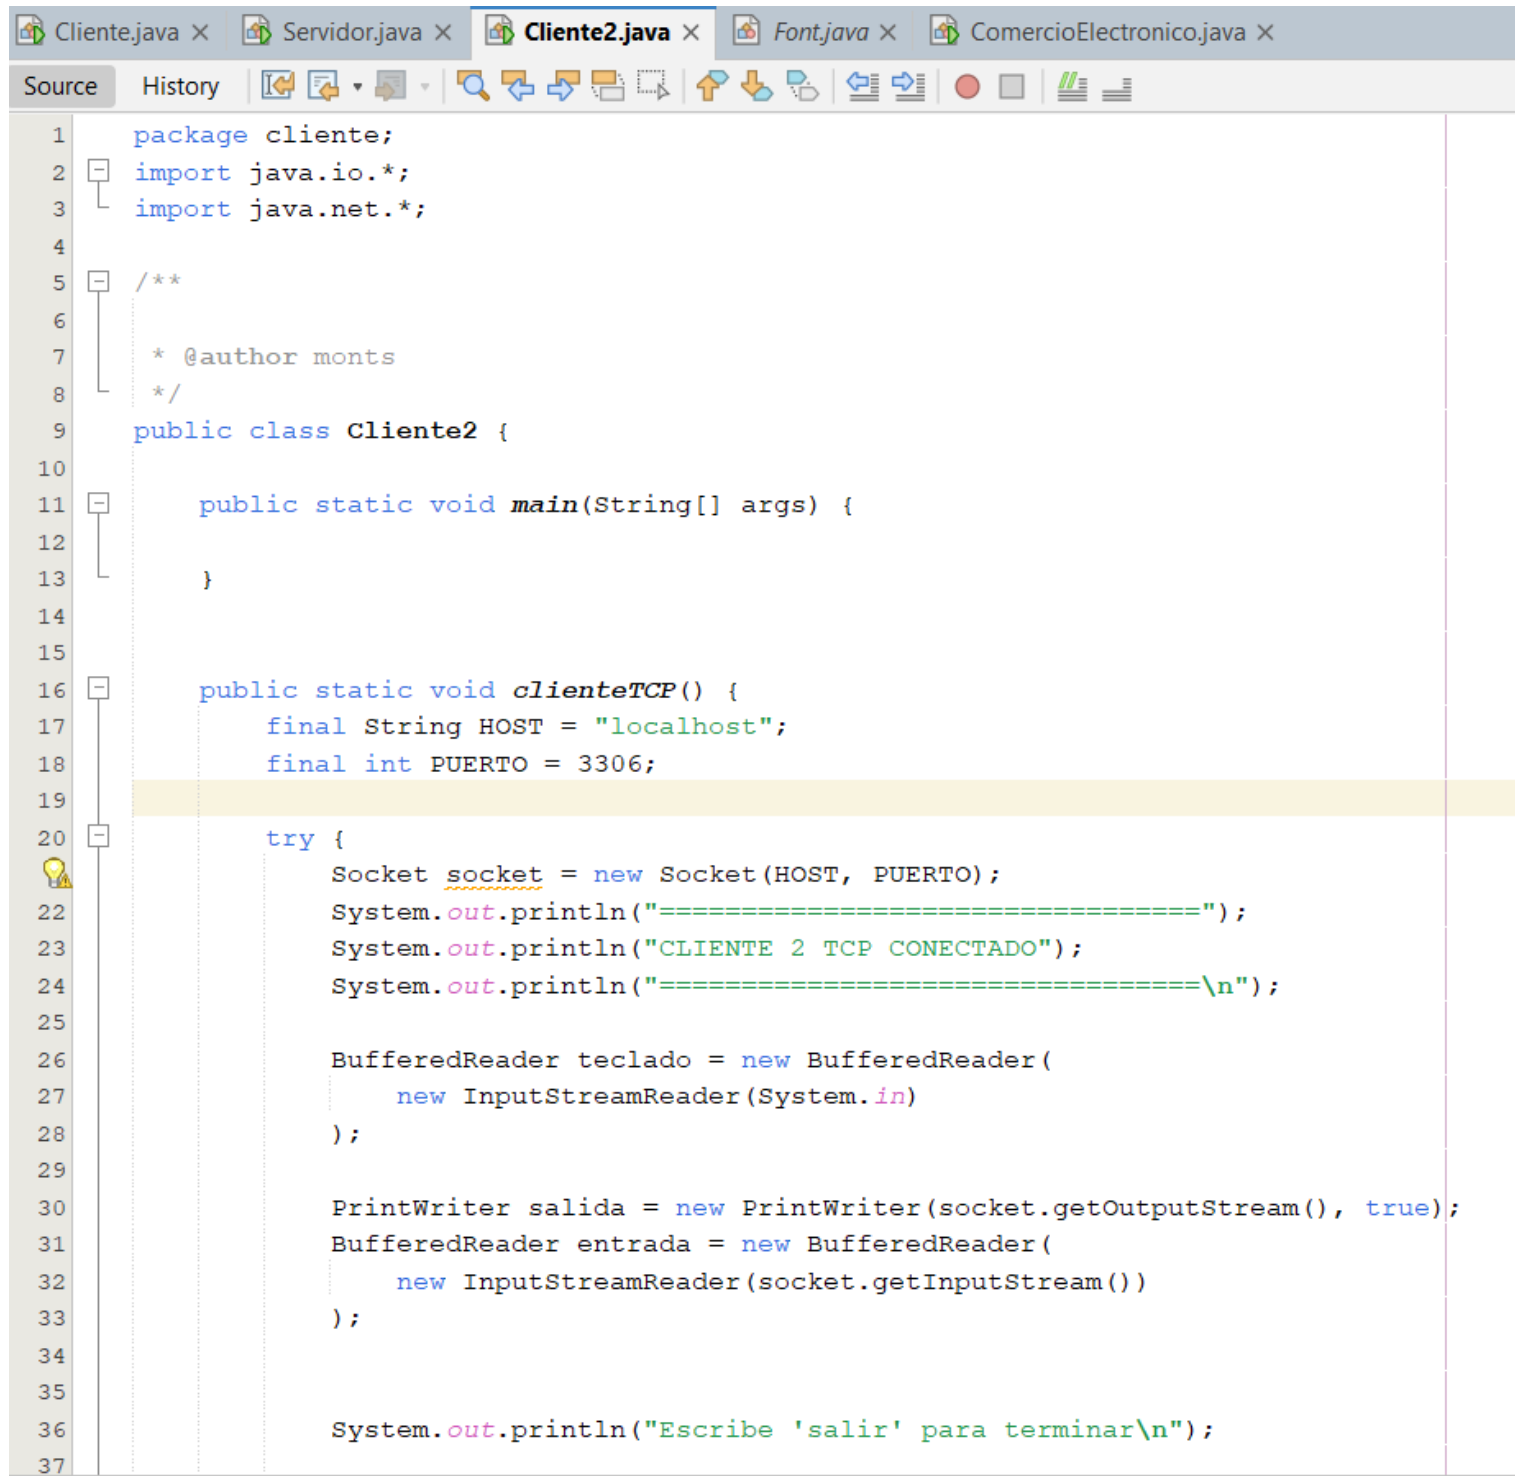 Cliente.java × Servidor.java × Cliente2.java × Font.java × ComercioElectronico.java ×
Source History
1 package cliente;
2 import java.io.*;
3 import java.net.*;
4
5 /**
6
7 * @author monts
8 */
9 public class Cliente2 {
10
11 public static void main(String[] args) {
12
13 }
14
15
16 public static void clienteTCP() {
17 final String HOST = "localhost";
18 final int PUERTO = 3306;
19
20 try {
Socket socket = new Socket(HOST, PUERTO);
22 System.out.println("=================================");
23 System.out.println("CLIENTE 2 TCP CONECTADO");
24 System.out.println("=================================\n");
25
26 BufferedReader teclado = new BufferedReader(
27 new InputStreamReader(System.in)
28 );
29
30 PrintWriter salida = new PrintWriter(socket.getOutputStream(), true);
31 BufferedReader entrada = new BufferedReader(
32 new InputStreamReader(socket.getInputStream())
33 );
34
35
36 System.out.println("Escribe 'salir' para terminar\n");
37